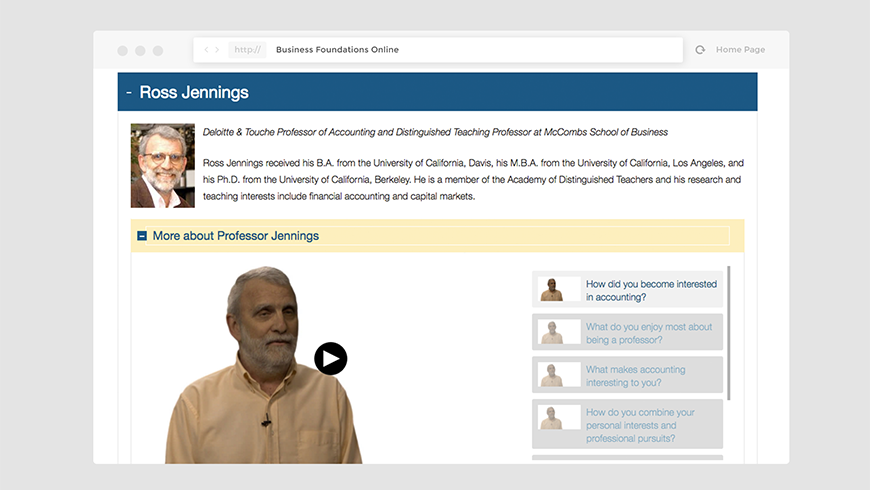 http://
Business Foundations Online
Home Page
- Ross Jennings
Deloitte & Touche Professor of Accounting and Distinguished Teaching Professor at McCombs School of Business
Ross Jennings received his B.A. from the University of California, Davis, his M.B.A. from the University of California, Los Angeles, and
his Ph.D. from the University of California, Berkeley. He is a member of the Academy of Distinguished Teachers and his research and
teaching interests include financial accounting and capital markets.
More about Professor Jennings
How did you become interested
in accounting?
What do you enjoy most about
being a professor?
What makes accounting
interesting to you?
How do you combine your
personal interests and
professional pursuits?